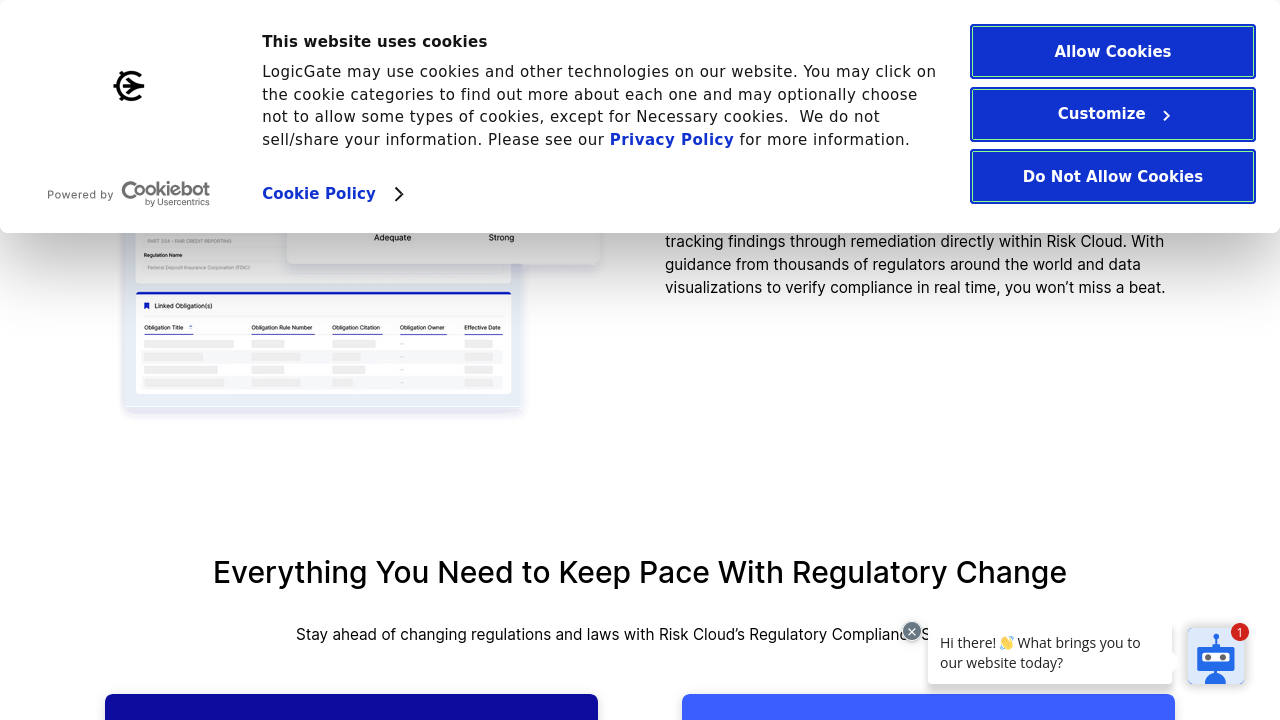 This website uses cookies
LogicGate may use cookies and other technologies on our website. You may click on
the cookie categories to find out more about each one and may optionally choose
not to allow some types of cookies, except for Necessary cookies.  We do not
sell/share your information. Please see our Privacy Policy for more information.
Cookie Policy
Powered by Cookiebot
by Usercentrics
Allow Cookies
Customize
Do Not Allow Cookies
PART 334 - FAIR CREDIT REPORTING
Regulation Name
Federal Deposit Insurance Corporation (FDIC)
Adequate
Strong
Linked Obligation(s)
Obligation Title
Obligation Rule Number
Obligation Citation
Obligation Owner
Effective Date
tracking findings through remediation directly within Risk Cloud. With
guidance from thousands of regulators around the world and data
visualizations to verify compliance in real time, you won’t miss a beat.
Everything You Need to Keep Pace With Regulatory Change
Stay ahead of changing regulations and laws with Risk Cloud’s Regulatory Complianc
Hi there! 👋 What brings you to
our website today?
1